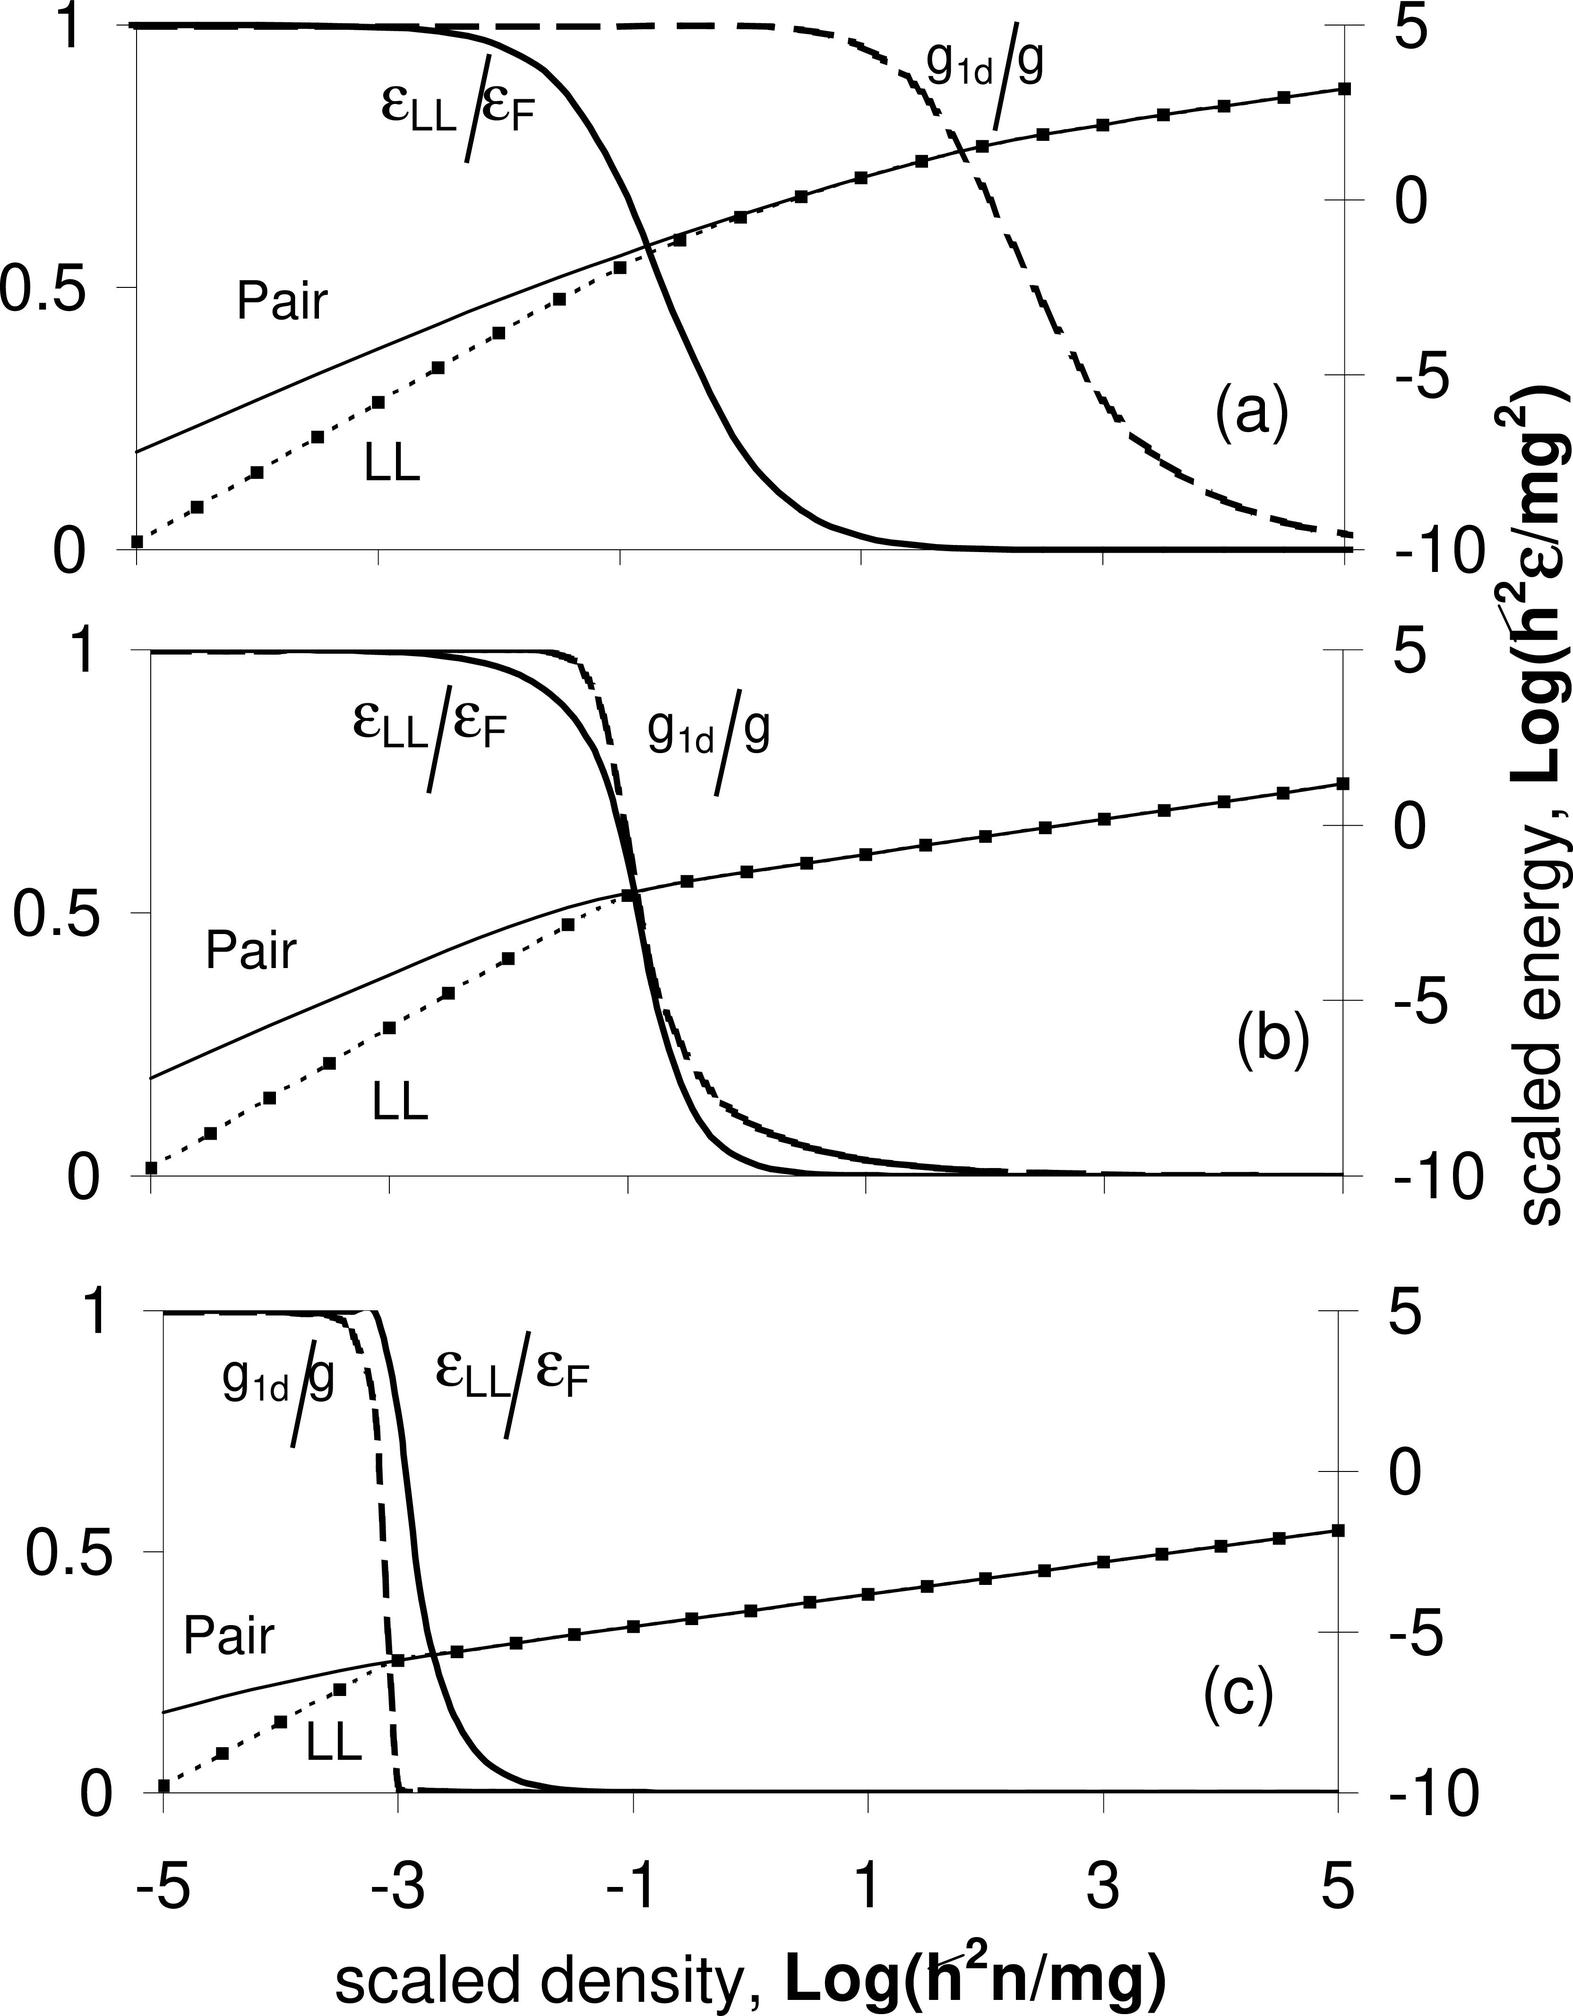 1
5
εLL/εF
g1d/g
0
Pair
0.5
-5
(a)
LL
0
-10
1
5
εLL/εF
g1d/g
0
0.5
Pair
-5
(b)
LL
0
-10
1
5
g1d/g
εLL/εF
0
0.5
Pair
-5
(c)
LL
0
-10
-5 -3 -1 1 3 5
scaled density, Log(ħ²n/mg)
scaled energy, Log(ħ²ε/mg²)